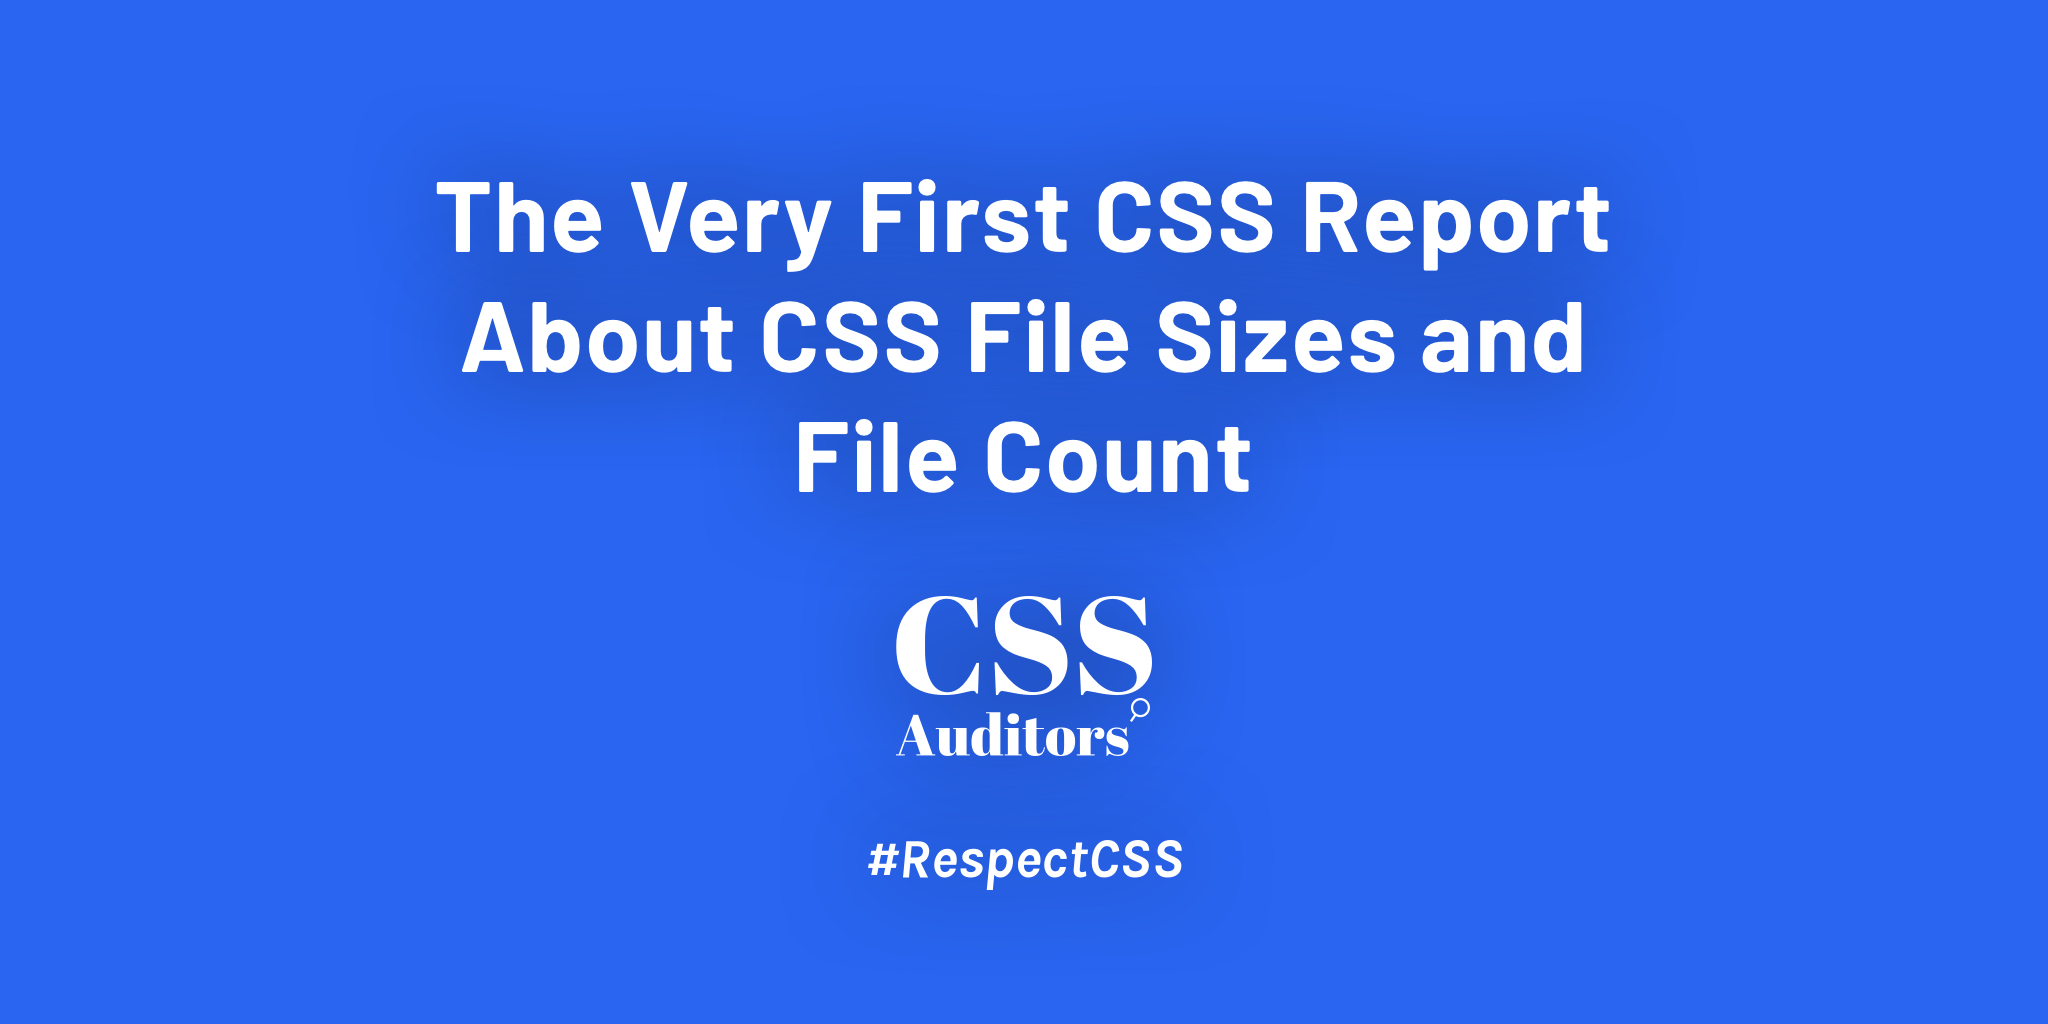 The Very First CSS Report
About CSS File Sizes and
File Count
CSS
Auditors
#RespectCSS